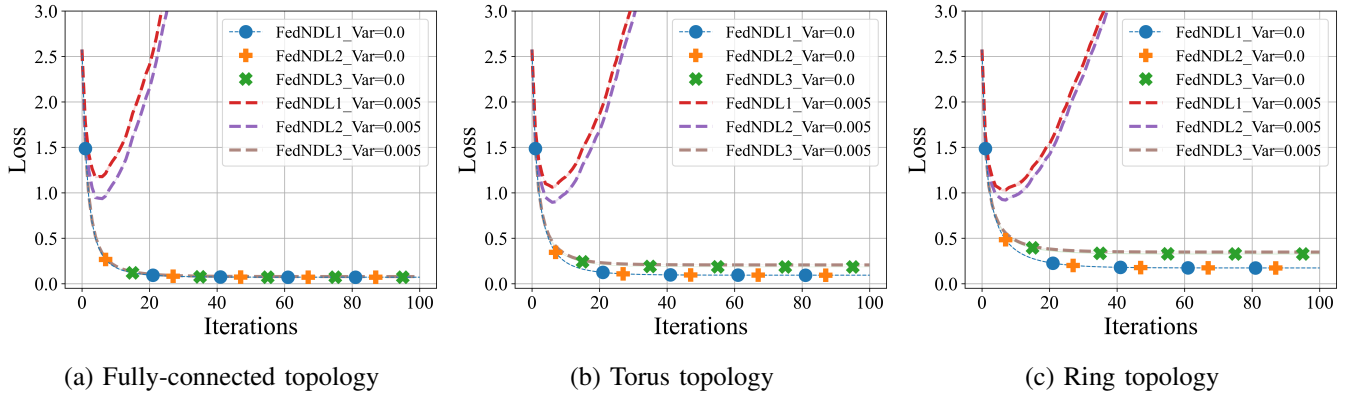 3.0
2.5
2.0
1.5
1.0
0.5
0.0
Loss
0
20
40
60
80
100
Iterations
FedNDL1_Var=0.0
FedNDL2_Var=0.0
FedNDL3_Var=0.0
FedNDL1_Var=0.005
FedNDL2_Var=0.005
FedNDL3_Var=0.005
(a) Fully-connected topology
3.0
2.5
2.0
1.5
1.0
0.5
0.0
Loss
0
20
40
60
80
100
Iterations
FedNDL1_Var=0.0
FedNDL2_Var=0.0
FedNDL3_Var=0.0
FedNDL1_Var=0.005
FedNDL2_Var=0.005
FedNDL3_Var=0.005
(b) Torus topology
3.0
2.5
2.0
1.5
1.0
0.5
0.0
Loss
0
20
40
60
80
100
Iterations
FedNDL1_Var=0.0
FedNDL2_Var=0.0
FedNDL3_Var=0.0
FedNDL1_Var=0.005
FedNDL2_Var=0.005
FedNDL3_Var=0.005
(c) Ring topology